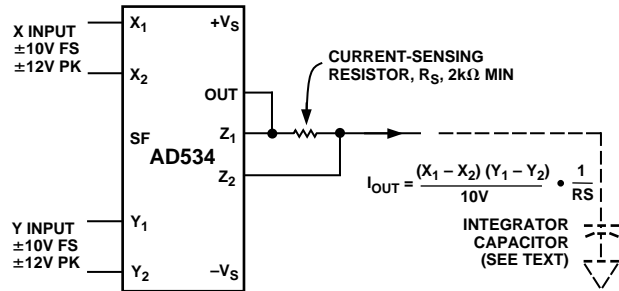 X INPUT
±10V FS
±12V PK
X1
X2
SF
AD534
Y INPUT
±10V FS
±12V PK
Y1
Y2
+VS
OUT
Z1
Z2
–VS
CURRENT-SENSING
RESISTOR, RS, 2kΩ MIN
IOUT = (X1 – X2) (Y1 – Y2) / 10V • 1 / RS
INTEGRATOR
CAPACITOR
(SEE TEXT)